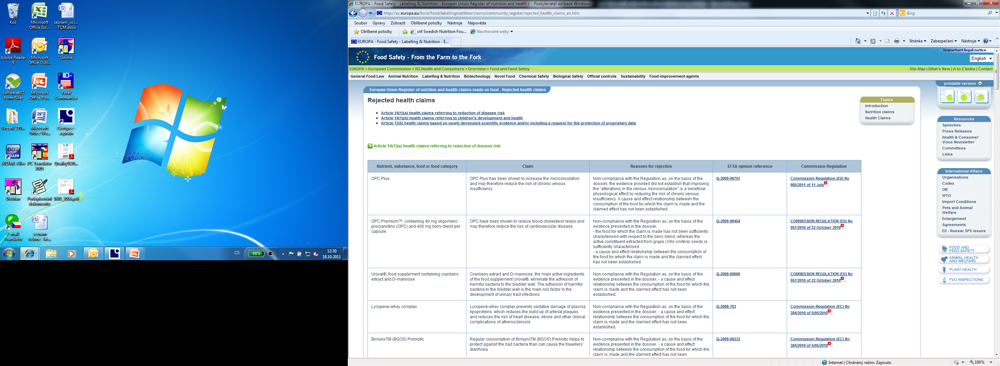 Koš
Microsoft
Office Exc...
seznam_uci...
TCM.docx
Adobe Reader
9
Microsoft
Office Outl...
Slovník
Software602
Form Filler
Microsoft
Office Po...
Total
Commander
Tvrzeni_270...
Microsoft
Office Wo...
Zástupce -
aspiwin
602XML Filler
PC Translator
2005
Quality%20...
DicMan
Podepisování
dokumentu
1881_2006.pdf
E-mail
Translator
seznam
ucinne lat...
CS
98%
12:30
18.10.2011
EUROPA - Food Safety - Labelling & Nutrition - Europan Union Register of nutrition and health c - Poskytovatel aplikace Windows
http://ec.europa.eu/food/food/labellingnutrition/claims/community_register/rejected_health_claims_en.htm
Bing
Soubor Úpravy Zobrazit Oblíbené položky Nástroje Nápověda
Oblíbené položky snf Swedish Nutrition Fou... Navrhované weby
EUROPA - Food Safety - Labelling & Nutrition - E...
Stránka Zabezpečení Nástroje
Important legal notice
Food Safety - From the Farm to the Fork
English
EUROPA > European Commission > DG Health and Consumers > Overview > Food and Feed Safety
Site Map | What's New | A to Z Index | Contact
General Food Law Animal Nutrition Labelling & Nutrition Biotechnology Novel Food Chemical Safety Biological Safety Official controls Sustainability Food improvement agents
Europan Union Register of nutrition and health claims made on food - Rejected health claims
Rejected health claims
Article 14(1)(a) health claims referring to reduction of disease risk
Article 14(1)(b) health claims referring to children's development and health
Article 13(5) health claims based on newly developed scientific evidence and/or including a request for the protection of proprietary data
Topics
Introduction
Nutrition claims
Health Claims
Article 14(1)(a) health claims referring to reduction of disease risk
Nutrient, substance, food or food category
Claim
Reasons for rejection
EFSA opinion reference
Commission Regulation
OPC Plus
OPC Plus has been shown to increase the microcirculation
and may therefore reduce the risk of chronic venous
insufficiency
Non-compliance with the Regulation as, on the basis of the
dossier, the evidence provided did not establish that improving
the “alterations in the venous microcirculation” is a beneficial
physiological effect by reducing the risk of chronic venous
insufficiency. A cause and effect relationship between the
consumption of the food for which the claim is made and the
claimed effect has not been established
Q-2009-00751
Commission Regulation (EU) No
665/2011 of 11 July
OPC Premium™, containing 40 mg oligomeric
procyanidins (OPC) and 400 mg berry-blend per
capsule.
OPC have been shown to reduce blood cholesterol levels and
may therefore reduce the risk of cardiovascular disease
Non-compliance with the Regulation as, on the basis of the
evidence presented in the dossier,
- the food for which the claim is made has not been sufficiently
characterised with respect to the berry blend, whereas the
active constituent extracted from grape (Vitis vinifera) seeds is
sufficiently characterised
- a cause and effect relationship between the consumption of
the food for which the claim is made and the claimed effect
has not been established
Q-2009-00454
COMMISSION REGULATION (EU) No
957/2010 of 22 October 2010
Uroval®, food supplement containing cranberry
extract and D-mannose
Cranberry extract and D-mannose, the main active ingredients
of the food supplement Uroval®, eliminate the adhesion of
harmful bacteria to the bladder wall. The adhesion of harmful
bacteria to the bladder wall is the main risk factor in the
development of urinary tract infections
Non-compliance with the Regulation as, on the basis of the
evidence presented in the dossier, - a cause and effect
relationship between the consumption of the food for which the
claim is made and the claimed effect has not been
established.
Q-2009-00600
COMMISSION REGULATION (EU) No
957/2010 of 22 October 2010
Lycopene-whey complex
Lycopene-whey complex prevents oxidative damage of plasma
lipoproteins, which reduces the build up of arterial plaques
and reduces the risk of heart disease, stroke and other clinical
complications of atherosclerosis
Non-compliance with the Regulation as, on the basis of the
evidence presented in the dossier, - a cause and effect
relationship between the consumption of the food for which the
claim is made and the claimed effect has not been
established.
Q-2008-703
Commission Regulation (EC) No
384/2010 of 5/05/2010
BimunoTM (BGOS) Prebiotic
Regular consumption of BimunoTM (BGOS) Prebiotic helps to
protect against the bad bacteria than can cause the travellers’
diarrhoea
Non-compliance with the Regulation as, on the basis of the
evidence presented in the dossier, - a cause and effect
relationship between the consumption of the food for which the
claim is made and the claimed effect has not been
Q-2009-00232
Commission Regulation (EC) No
384/2010 of 5/05/2010
printable version
Resources
Speeches
Press Releases
Health & Consumer
Voice Newsletter
Committees
Links
International Affairs
Organisations
Codex
OIE
WTO
Import Conditions
Pets and Animal
Welfare
Enlargement
Agreements
EU - Russia: SPS issues
FOOD AND
FEED SAFETY
ANIMAL HEALTH
AND WELFARE
PLANT HEALTH
FVO INSPECTIONS
Internet | Chráněný režim: Zapnuto
100%